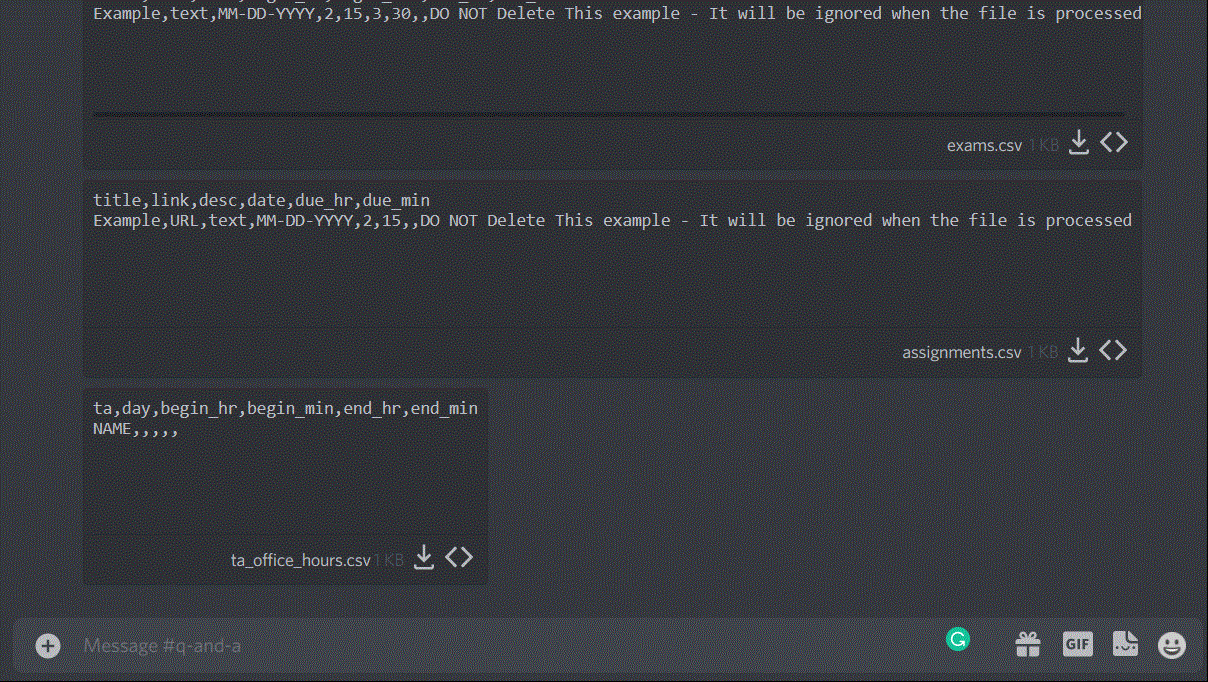 Example,text,MM-DD-YYYY,2,15,3,30,,DO NOT Delete This example - It will be ignored when the file is processed
exams.csv 1 KB
title,link,desc,date,due_hr,due_min
Example,URL,text,MM-DD-YYYY,2,15,,DO NOT Delete This example - It will be ignored when the file is processed
assignments.csv 1 KB
ta,day,begin_hr,begin_min,end_hr,end_min
NAME,,,,,
ta_office_hours.csv 1 KB
Message #q-and-a
GIF